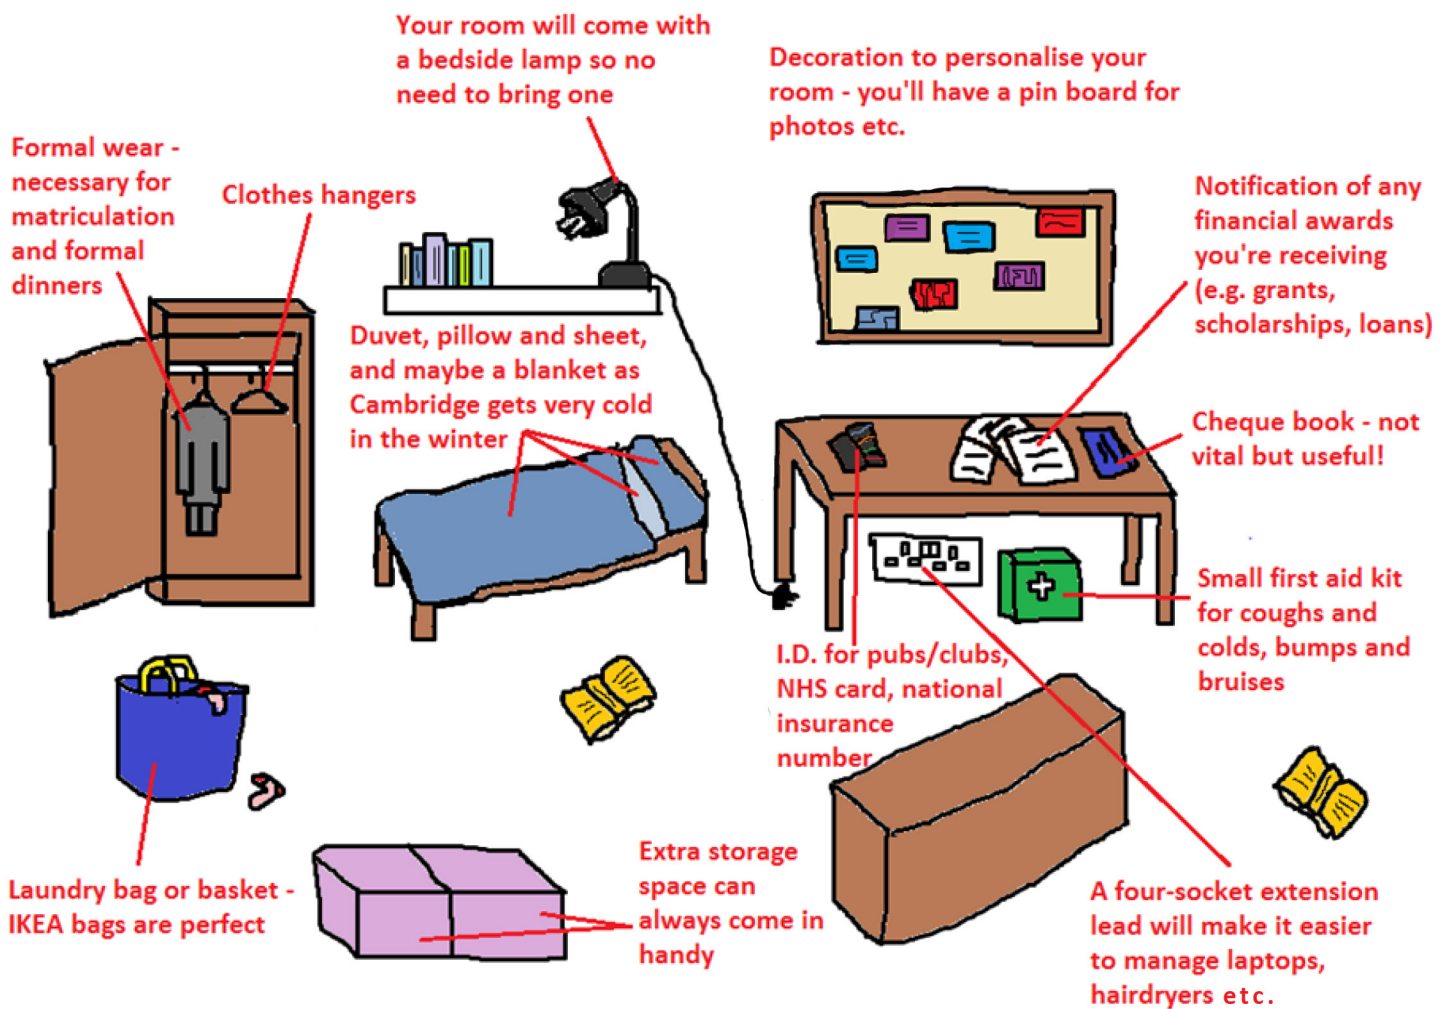 Your room will come with
a bedside lamp so no
need to bring one
Decoration to personalise your
room - you'll have a pin board for
photos etc.
Formal wear -
necessary for
matriculation
and formal
dinners
Clothes hangers
Notification of any
financial awards
you're receiving
(e.g. grants,
scholarships, loans)
Duvet, pillow and sheet,
and maybe a blanket as
Cambridge gets very cold
in the winter
Cheque book - not
vital but useful!
Small first aid kit
for coughs and
colds, bumps and
bruises
I.D. for pubs/clubs,
NHS card, national
insurance
number
Laundry bag or basket -
IKEA bags are perfect
Extra storage
space can
always come in
handy
A four-socket extension
lead will make it easier
to manage laptops,
hairdryers etc.